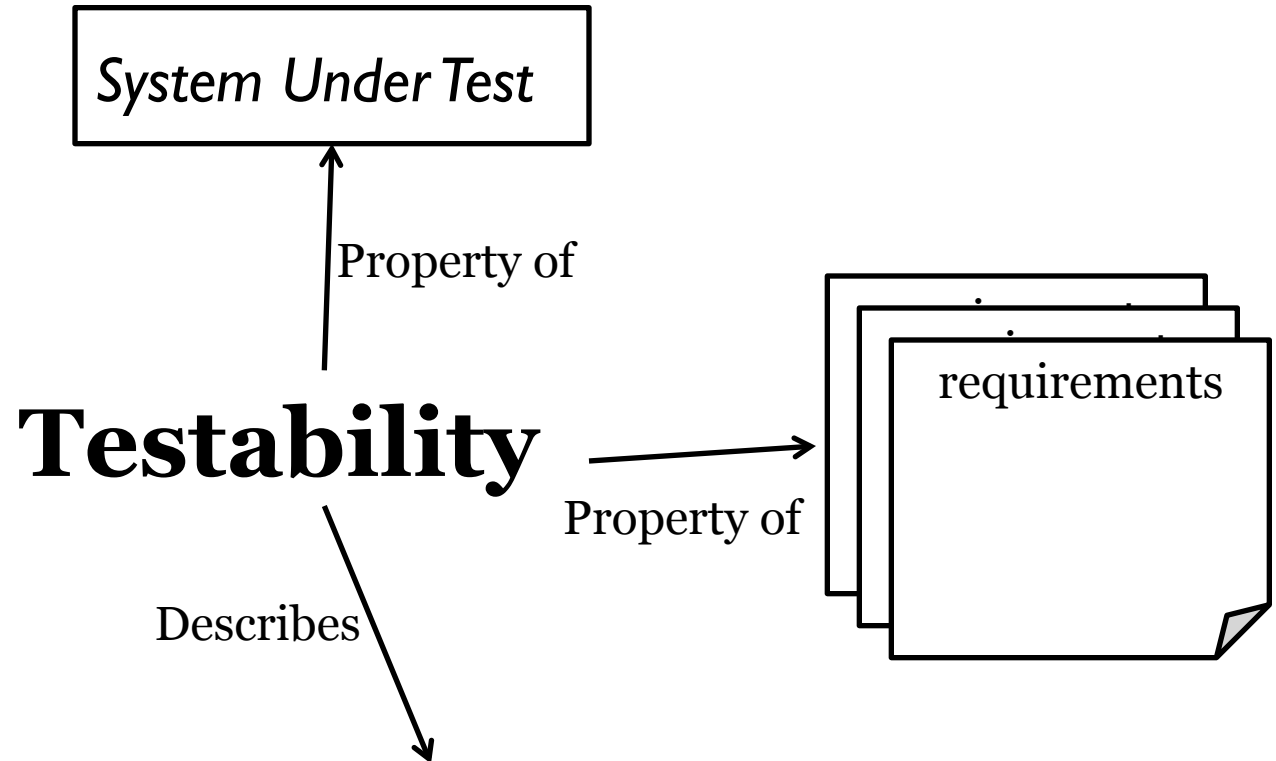 System Under Test
Property of
requirements
Testability
Property of
Describes